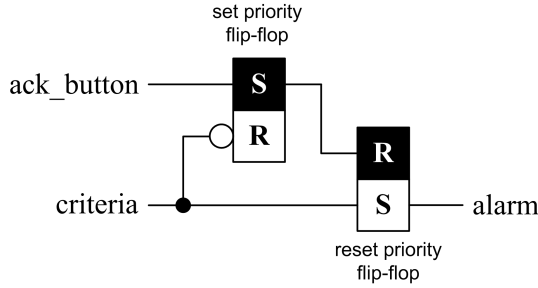 set priority
flip-flop
ack_button
S
R
R
criteria
S
alarm
reset priority
flip-flop